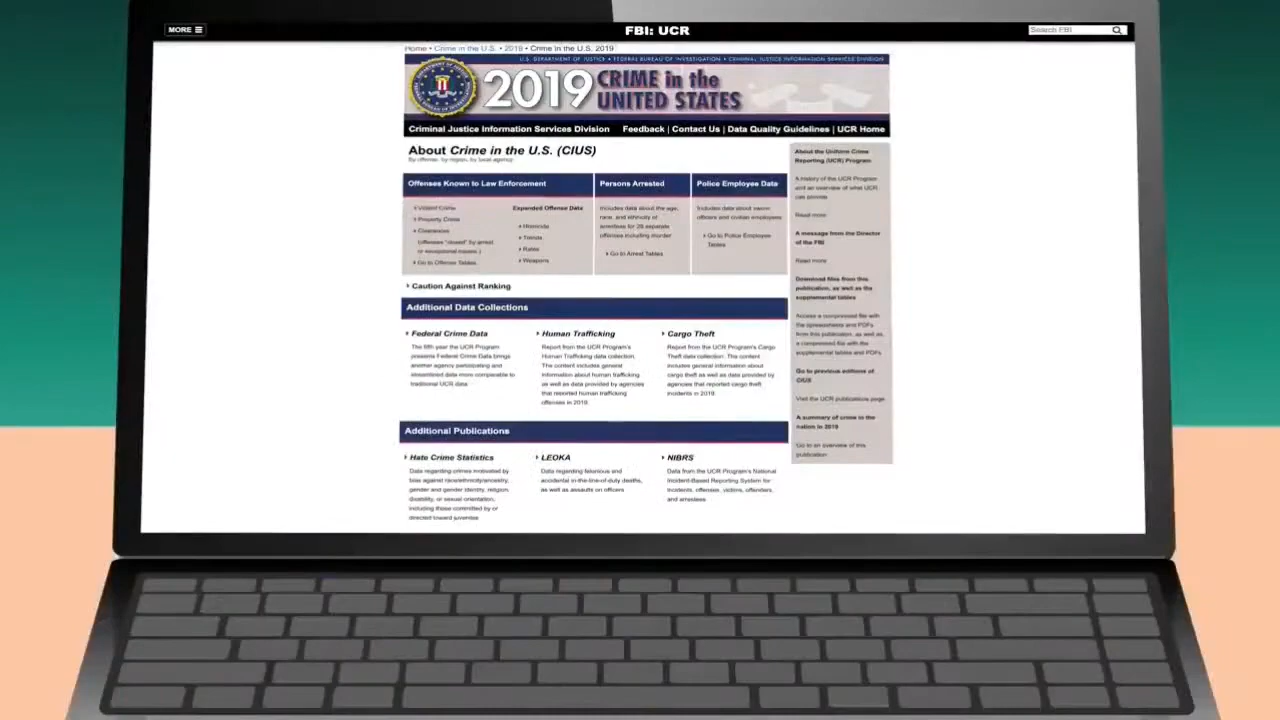 MORE
FBI: UCR
Search FBI
Home • Crime in the U.S. • 2019 • Crime in the U.S. 2019
U.S. DEPARTMENT OF JUSTICE • FEDERAL BUREAU OF INVESTIGATION • CRIMINAL JUSTICE INFORMATION SERVICES DIVISION
2019 CRIME in the
UNITED STATES
Criminal Justice Information Services Division Feedback | Contact Us | Data Quality Guidelines | UCR Home
About Crime in the U.S. (CIUS)
By offense, by region, by local agency
Offenses Known to Law Enforcement
Violent Crime
Property Crime
Clearances
(offenses "closed" by arrest
or exceptional means.)
Go to Offense Tables
Expanded Offense Data
Homicide
Trends
Rates
Weapons
Persons Arrested
Includes data about the age,
race, and ethnicity of
arrestees for 28 separate
offenses including murder
Go to Arrest Tables
Police Employee Data
Includes data about sworn
officers and civilian employees
Go to Police Employee
Tables
Caution Against Ranking
Additional Data Collections
Federal Crime Data
The fifth year the UCR Program
presents Federal Crime Data brings
another agency participating and
streamlined data more comparable to
traditional UCR data
Human Trafficking
Report from the UCR Program's
Human Trafficking data collection.
The content includes general
information about human trafficking
as well as data provided by agencies
that reported human trafficking
offenses in 2019.
Cargo Theft
Report from the UCR Program's Cargo
Theft data collection. The content
includes general information about
cargo theft as well as data provided by
agencies that reported cargo theft
incidents in 2019.
Additional Publications
Hate Crime Statistics
Data regarding crimes motivated by
bias against race/ethnicity/ancestry,
gender and gender identity, religion,
disability, or sexual orientation,
including those committed by or
directed toward juveniles
LEOKA
Data regarding felonious and
accidental in-the-line-of-duty deaths,
as well as assaults on officers
NIBRS
Data from the UCR Program's National
Incident-Based Reporting System for
incidents, offenses, victims, offenders,
and arrestees
About the Uniform Crime
Reporting (UCR) Program
A history of the UCR Program
and an overview of what UCR
can provide
Read more
A message from the Director
of the FBI
Read more
Download files from this
publication, as well as the
supplemental tables
Access a compressed file with
the spreadsheets and PDFs
from this publication, as well as
a compressed file with the
supplemental tables and PDFs
Go to previous editions of
CIUS
Visit the UCR publications page
A summary of crime in the
nation in 2019
Go to an overview of this
publication